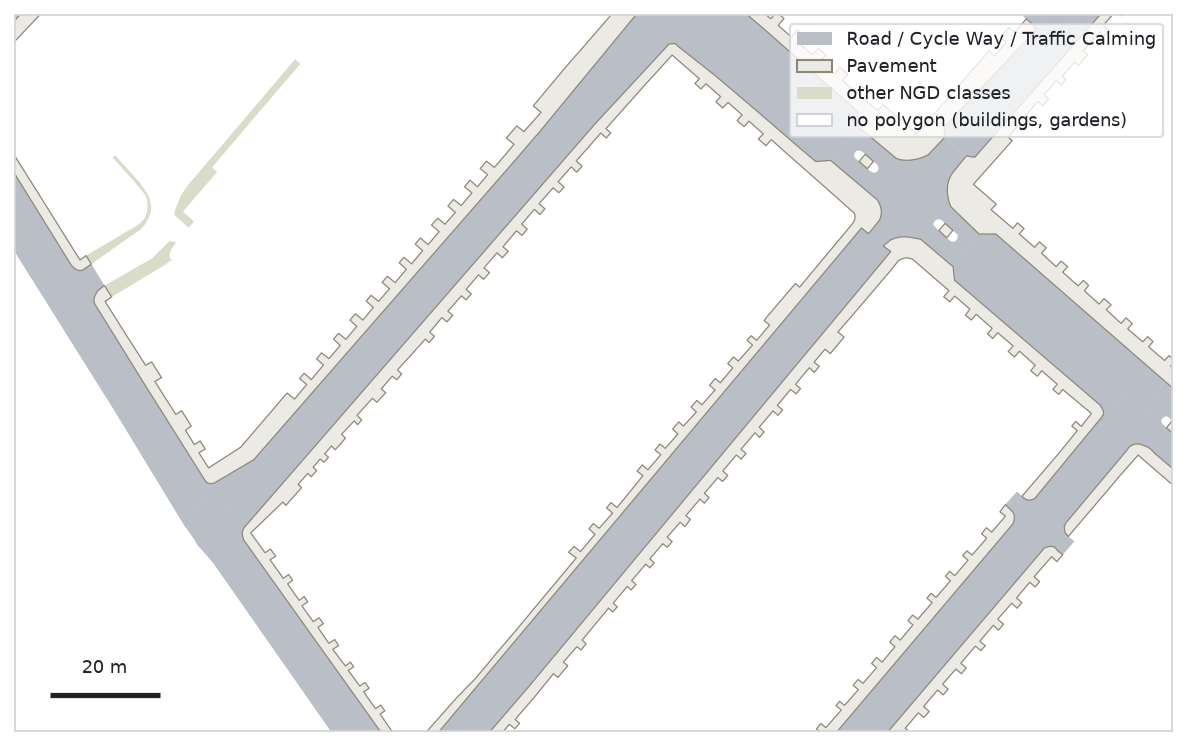 Road / Cycle Way / Traffic Calming
Pavement
other NGD classes
no polygon (buildings, gardens)
20 m